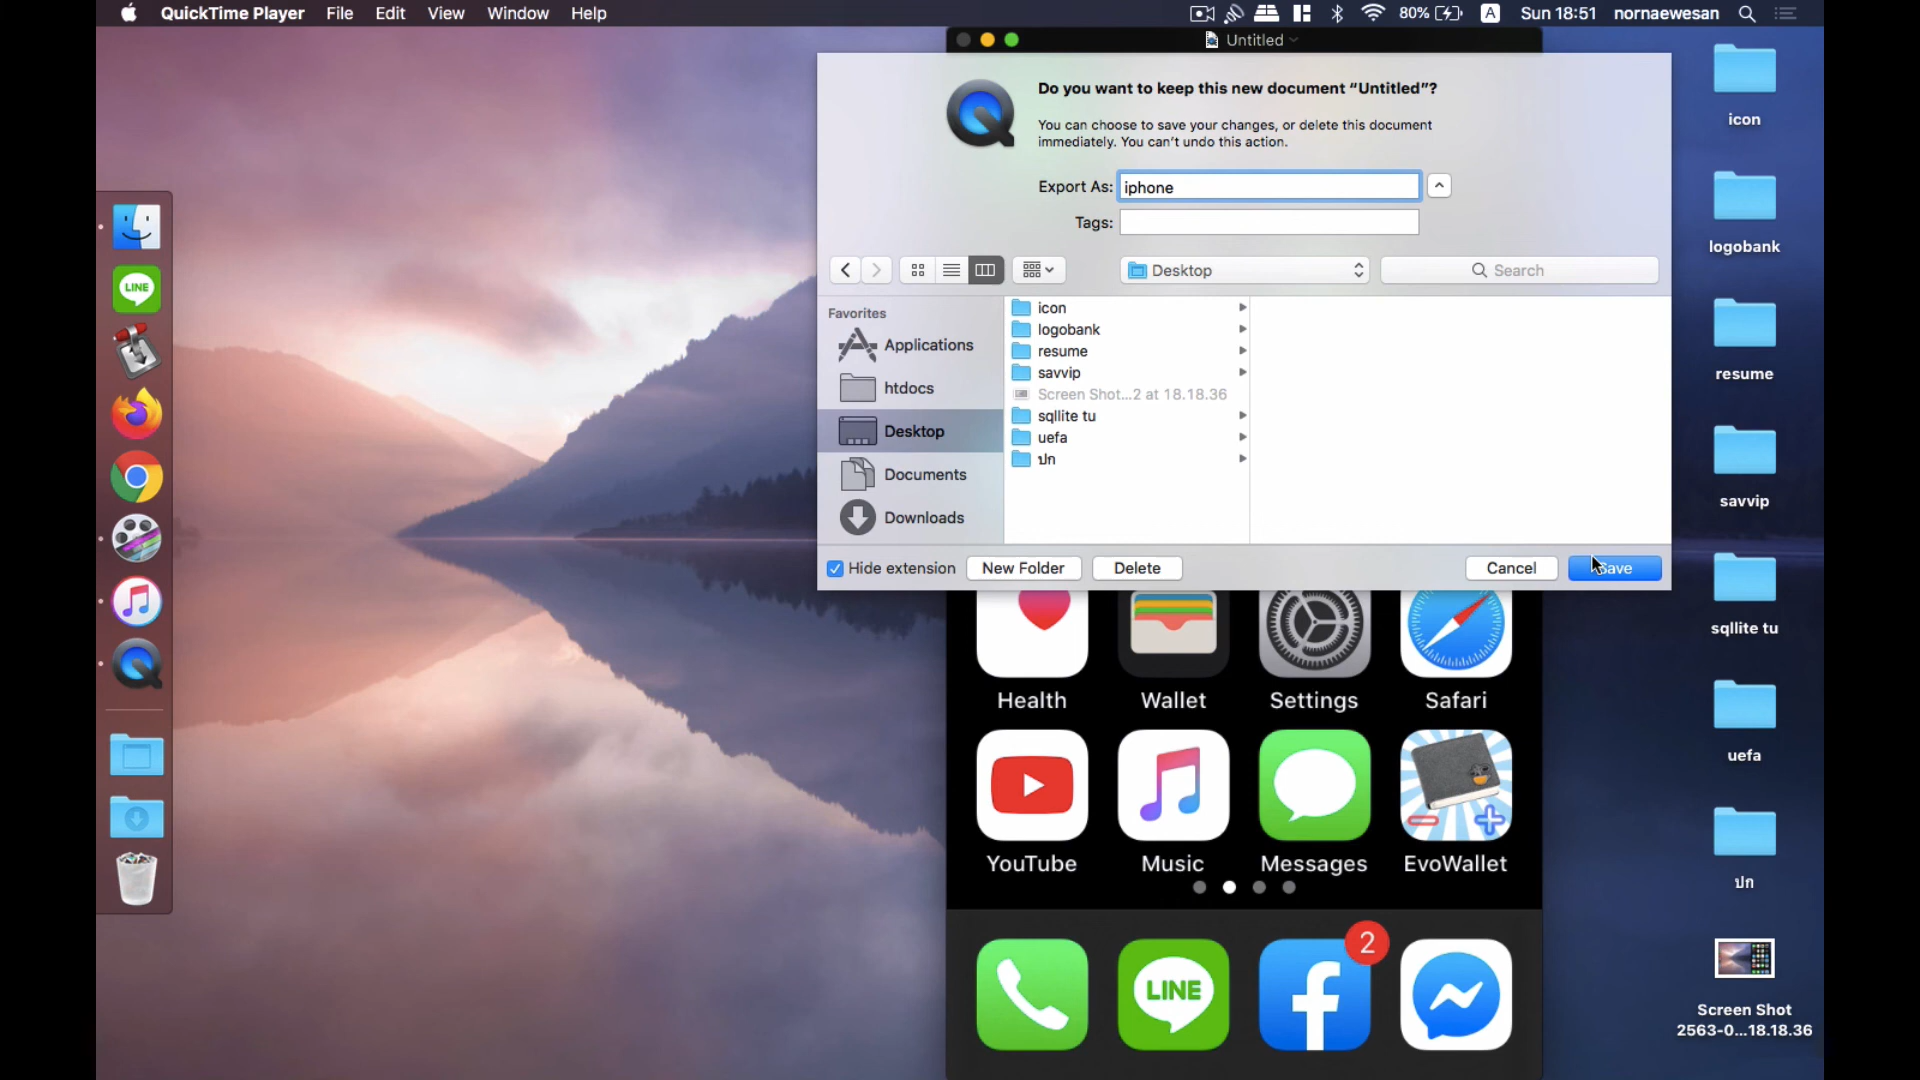 QuickTime Player File Edit View Window Help
80% A Sun 18:51 nornaewesan
Untitled
Do you want to keep this new document “Untitled”?
You can choose to save your changes, or delete this document
immediately. You can’t undo this action.
Export As: iphone
Tags:
Desktop
Search
Favorites
Applications
htdocs
Desktop
Documents
Downloads
icon
logobank
resume
savvip
Screen Shot...2 at 18.18.36
sqllite tu
uefa
ปก
Hide extension New Folder Delete Cancel Save
Health Wallet Settings Safari
YouTube Music Messages EvoWallet
2
LINE
LINE
icon
logobank
resume
savvip
sqllite tu
uefa
ปก
Screen Shot
2563-0...18.18.36